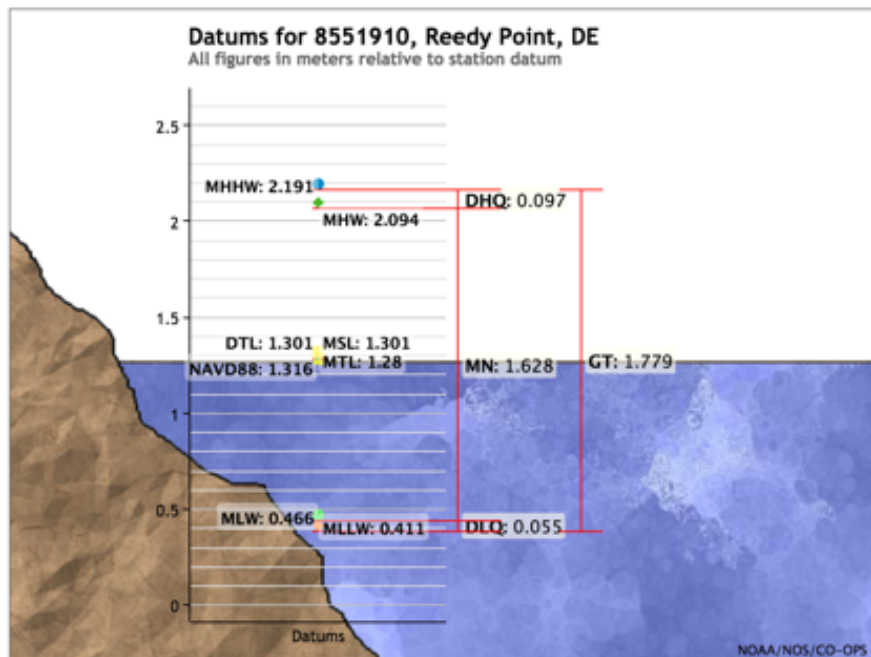 Datums for 8551910, Reedy Point, DE
All figures in meters relative to station datum
2.5
MHHW: 2.191
DHQ: 0.097
2
MHW: 2.094
1.5
DTL: 1.301 MSL: 1.301
NAVD88: 1.316 MTL: 1.28 MN: 1.628 GT: 1.779
1
0.5
MLW: 0.466 MLLW: 0.411 DLQ: 0.055
0
Datums
NOAA/NOS/CO-OPS